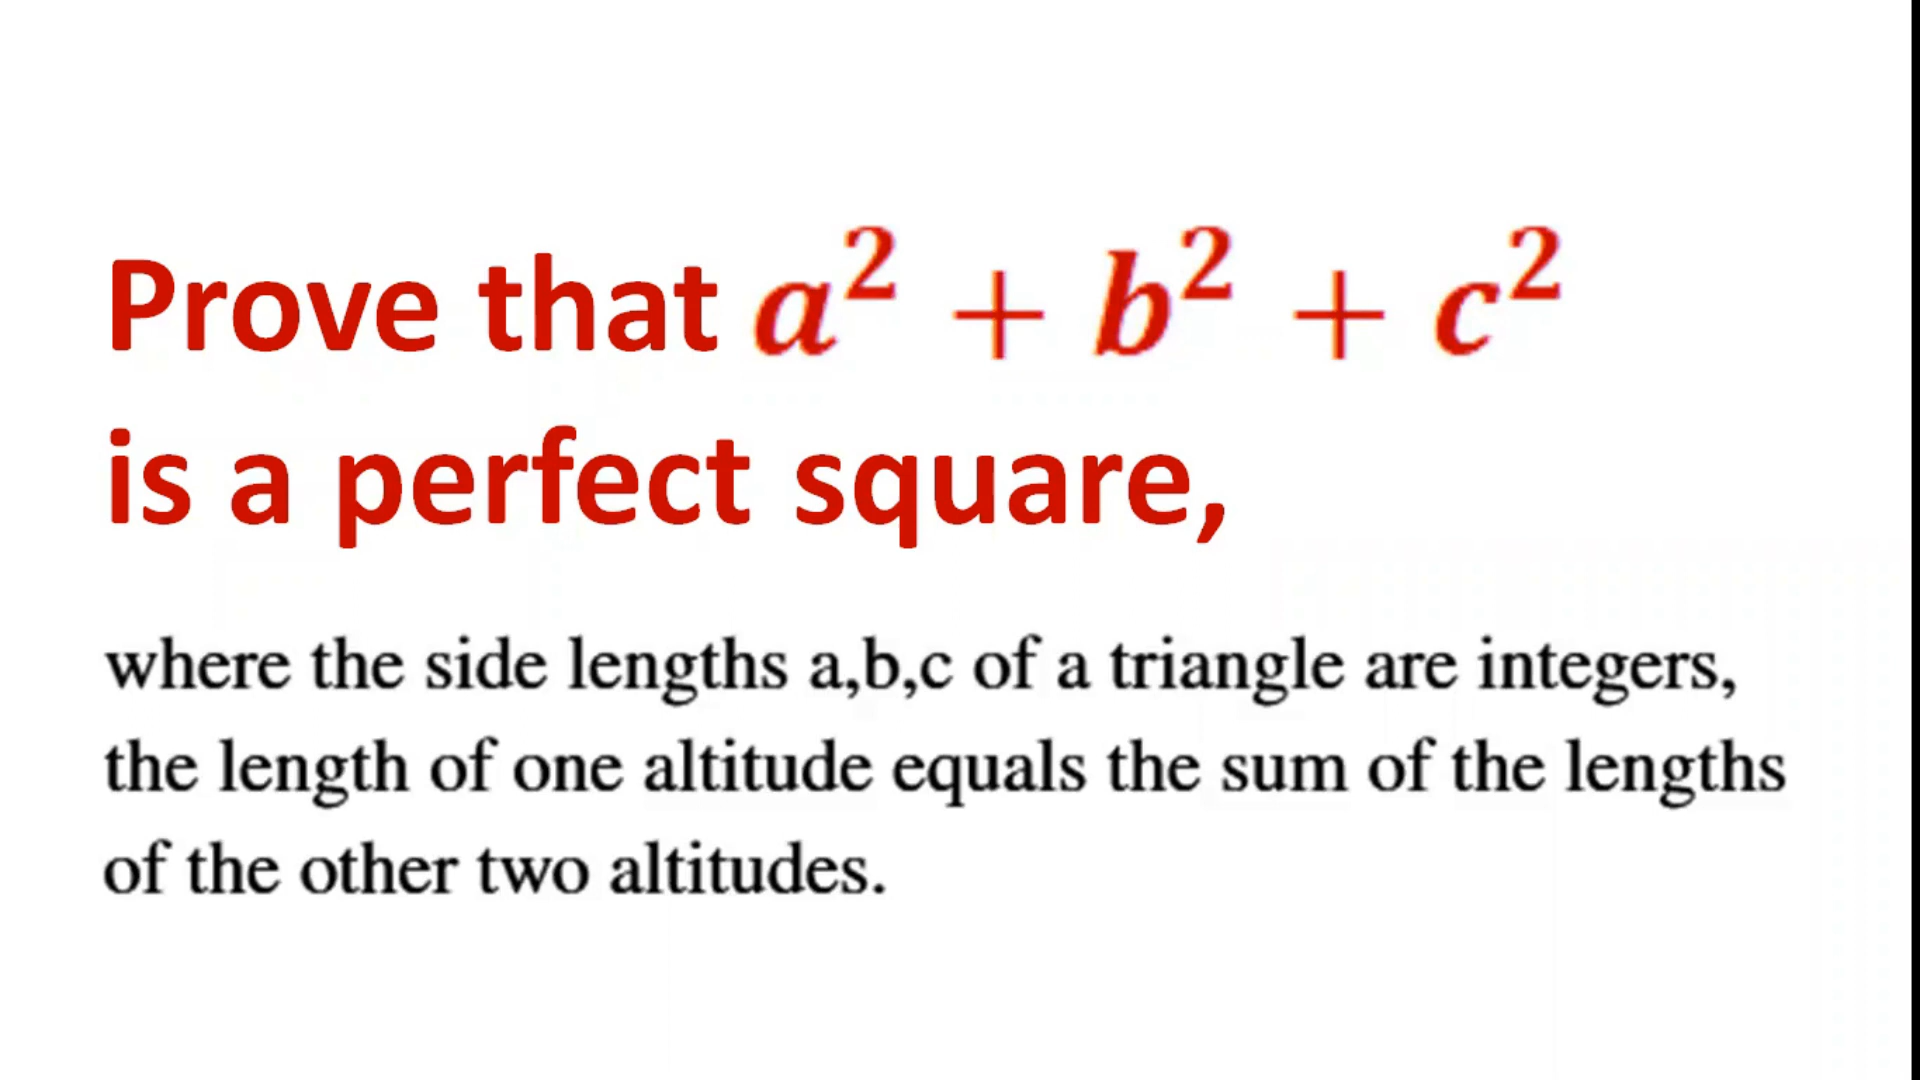 Prove that a² + b² + c²
is a perfect square,
where the side lengths a,b,c of a triangle are integers,
the length of one altitude equals the sum of the lengths
of the other two altitudes.